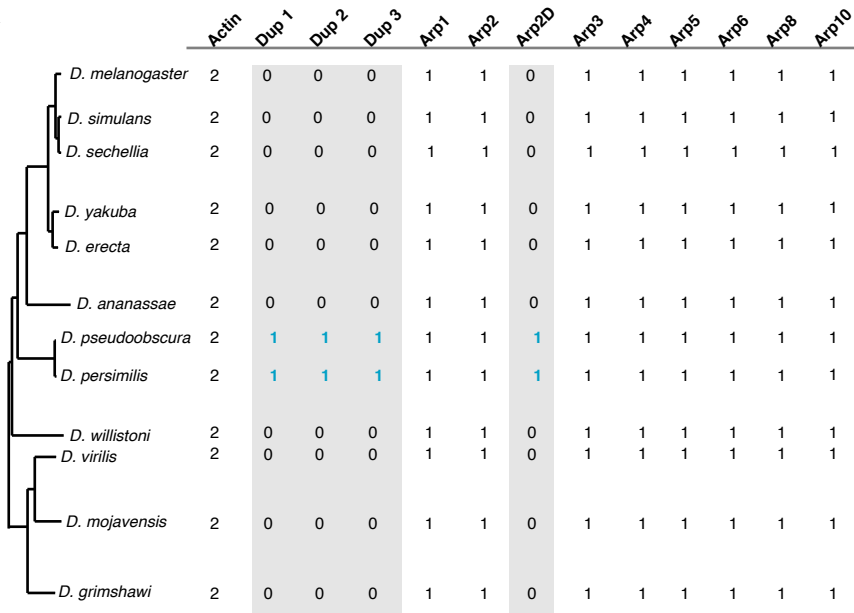 Actin Dup 1 Dup 2 Dup 3 Arp1 Arp2 Arp2D Arp3 Arp4 Arp5 Arp6 Arp8 Arp10
D. melanogaster 2 0 0 0 1 1 0 1 1 1 1 1 1
D. simulans 2 0 0 0 1 1 0 1 1 1 1 1 1
D. sechellia 2 0 0 0 1 1 0 1 1 1 1 1 1
D. yakuba 2 0 0 0 1 1 0 1 1 1 1 1 1
D. erecta 2 0 0 0 1 1 0 1 1 1 1 1 1
D. ananassae 2 0 0 0 1 1 0 1 1 1 1 1 1
D. pseudoobscura 2 1 1 1 1 1 1 1 1 1 1 1 1
D. persimilis 2 1 1 1 1 1 1 1 1 1 1 1 1
D. willistoni 2 0 0 0 1 1 0 1 1 1 1 1 1
D. virilis 2 0 0 0 1 1 0 1 1 1 1 1 1
D. mojavensis 2 0 0 0 1 1 0 1 1 1 1 1 1
D. grimshawi 2 0 0 0 1 1 0 1 1 1 1 1 1